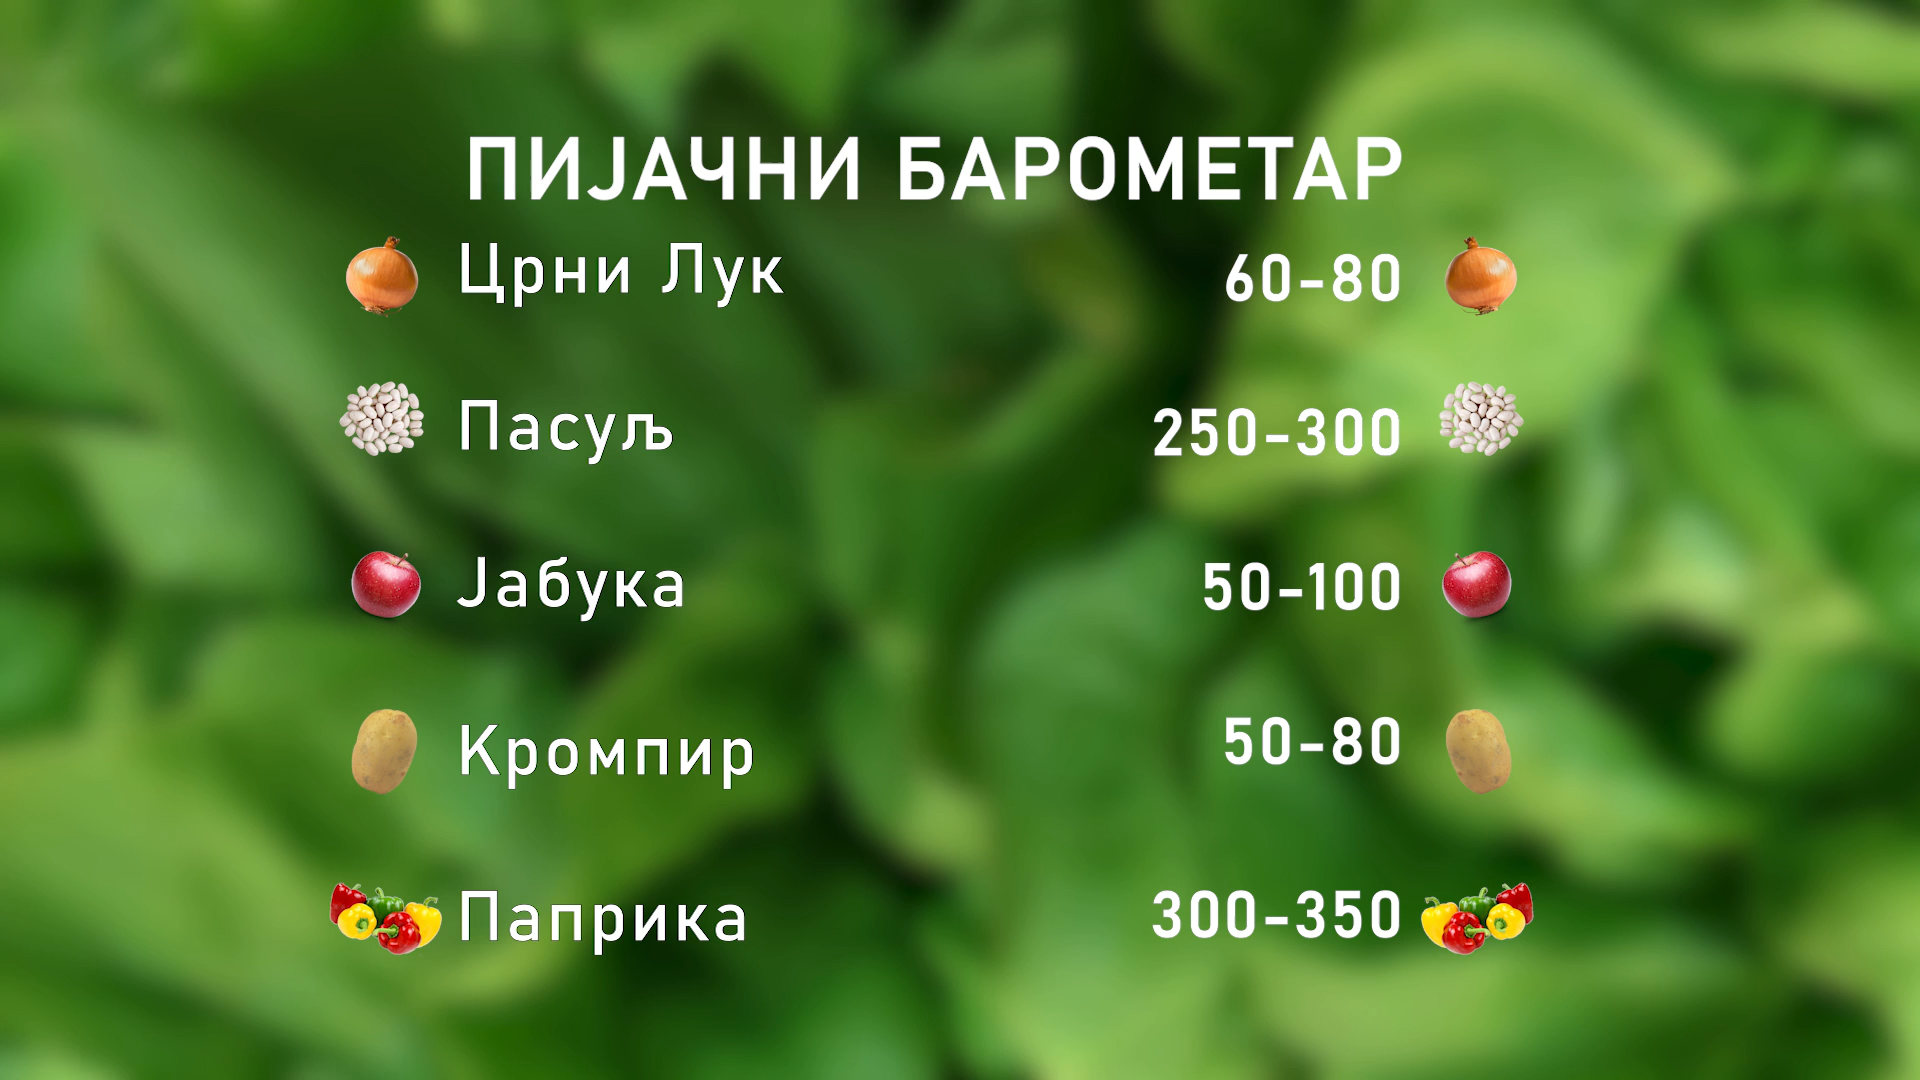 ПИЈАЧНИ БАРОМЕТАР
Црни Лук 60-80
Пасуљ 250-300
Јабука 50-100
Кромпир 50-80
Паприка 300-350